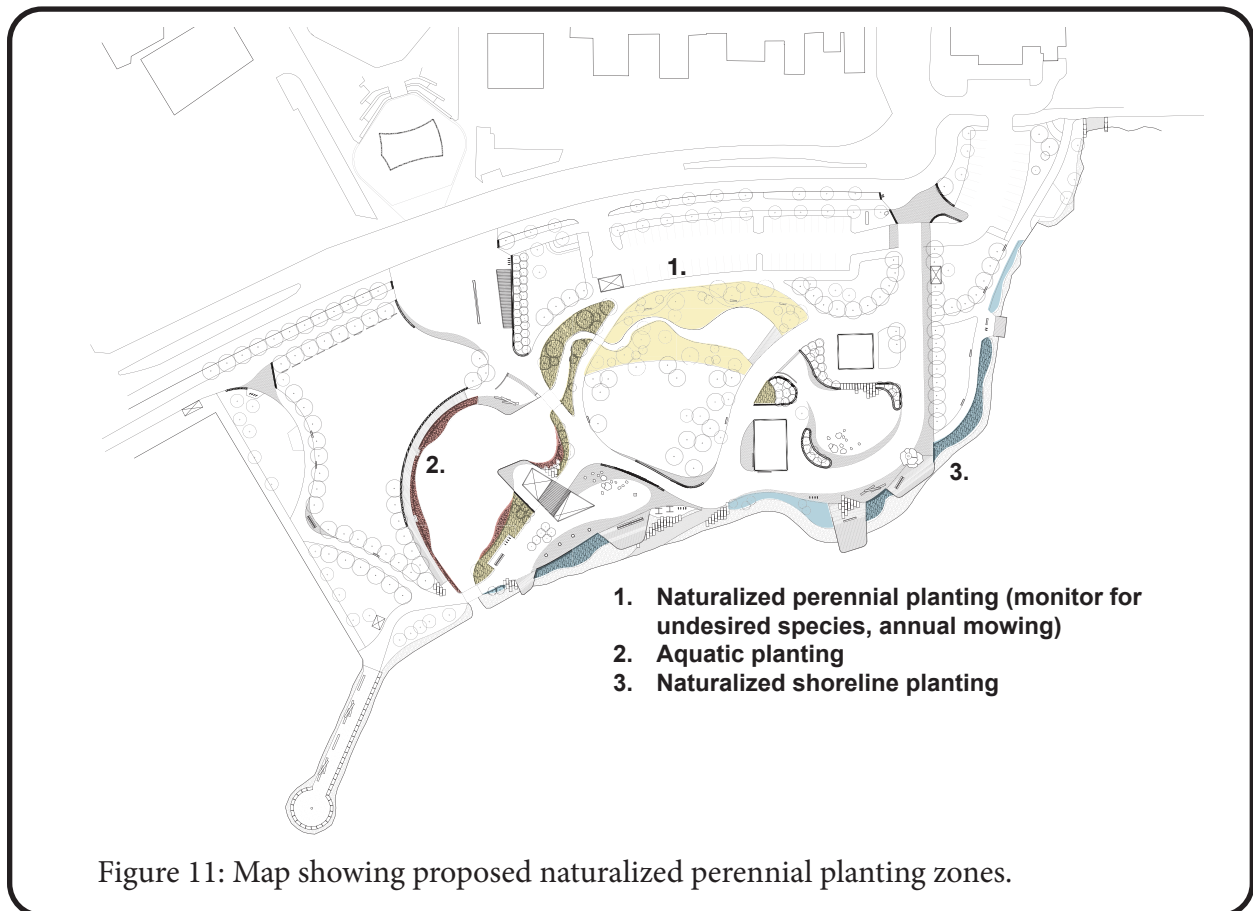 1.
2.
3.
1. Naturalized perennial planting (monitor for
undesired species, annual mowing)
2. Aquatic planting
3. Naturalized shoreline planting
Figure 11: Map showing proposed naturalized perennial planting zones.